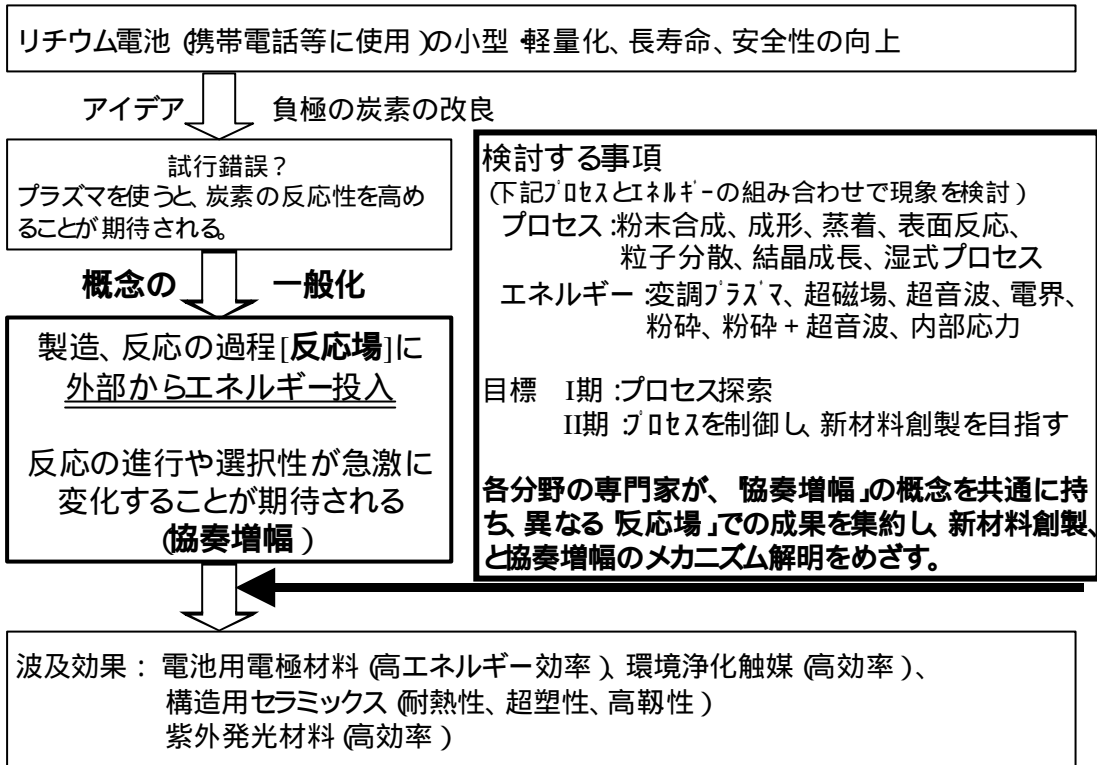 リチウム電池(携帯電話等に使用)の小型・軽量化、長寿命、安全性の向上
アイデア 負極の炭素の改良
試行錯誤?
プラズマを使うと、炭素の反応性を高め
ることが期待される。
概念の 一般化
製造、反応の過程[反応場]に
外部からエネルギー投入
反応の進行や選択性が急激に
変化することが期待される
(協奏増幅)
検討する事項
(下記プロセスとエネルギーの組み合わせで現象を検討)
プロセス:粉末合成、成形、蒸着、表面反応、
粒子分散、結晶成長、湿式プロセス
エネルギー:変調プラズマ、超磁場、超音波、電界、
粉砕、粉砕+超音波、内部応力
目標 I期:プロセス探索
II期:プロセスを制御し、新材料創製を目指す
各分野の専門家が、「協奏増幅」の概念を共通に持
ち、異なる「反応場」での成果を集約し、新材料創製、
と協奏増幅のメカニズム解明をめざす。
波及効果: 電池用電極材料(高エネルギー効率)、環境浄化触媒(高効率)、
構造用セラミックス(耐熱性、超塑性、高靱性)
紫外発光材料(高効率)